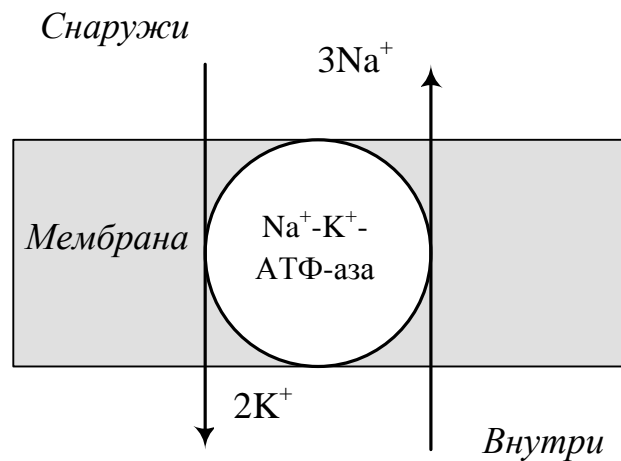 Снаружи
3Na⁺
Мембрана
Na⁺-K⁺-
АТФ-аза
2K⁺
Внутри